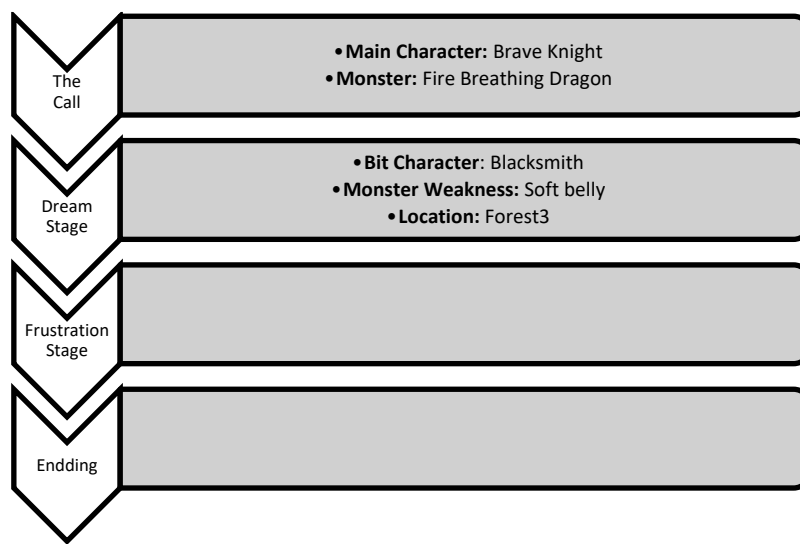 The
Call
•Main Character: Brave Knight
•Monster: Fire Breathing Dragon
Dream
Stage
•Bit Character: Blacksmith
•Monster Weakness: Soft belly
•Location: Forest3
Frustration
Stage
Endding